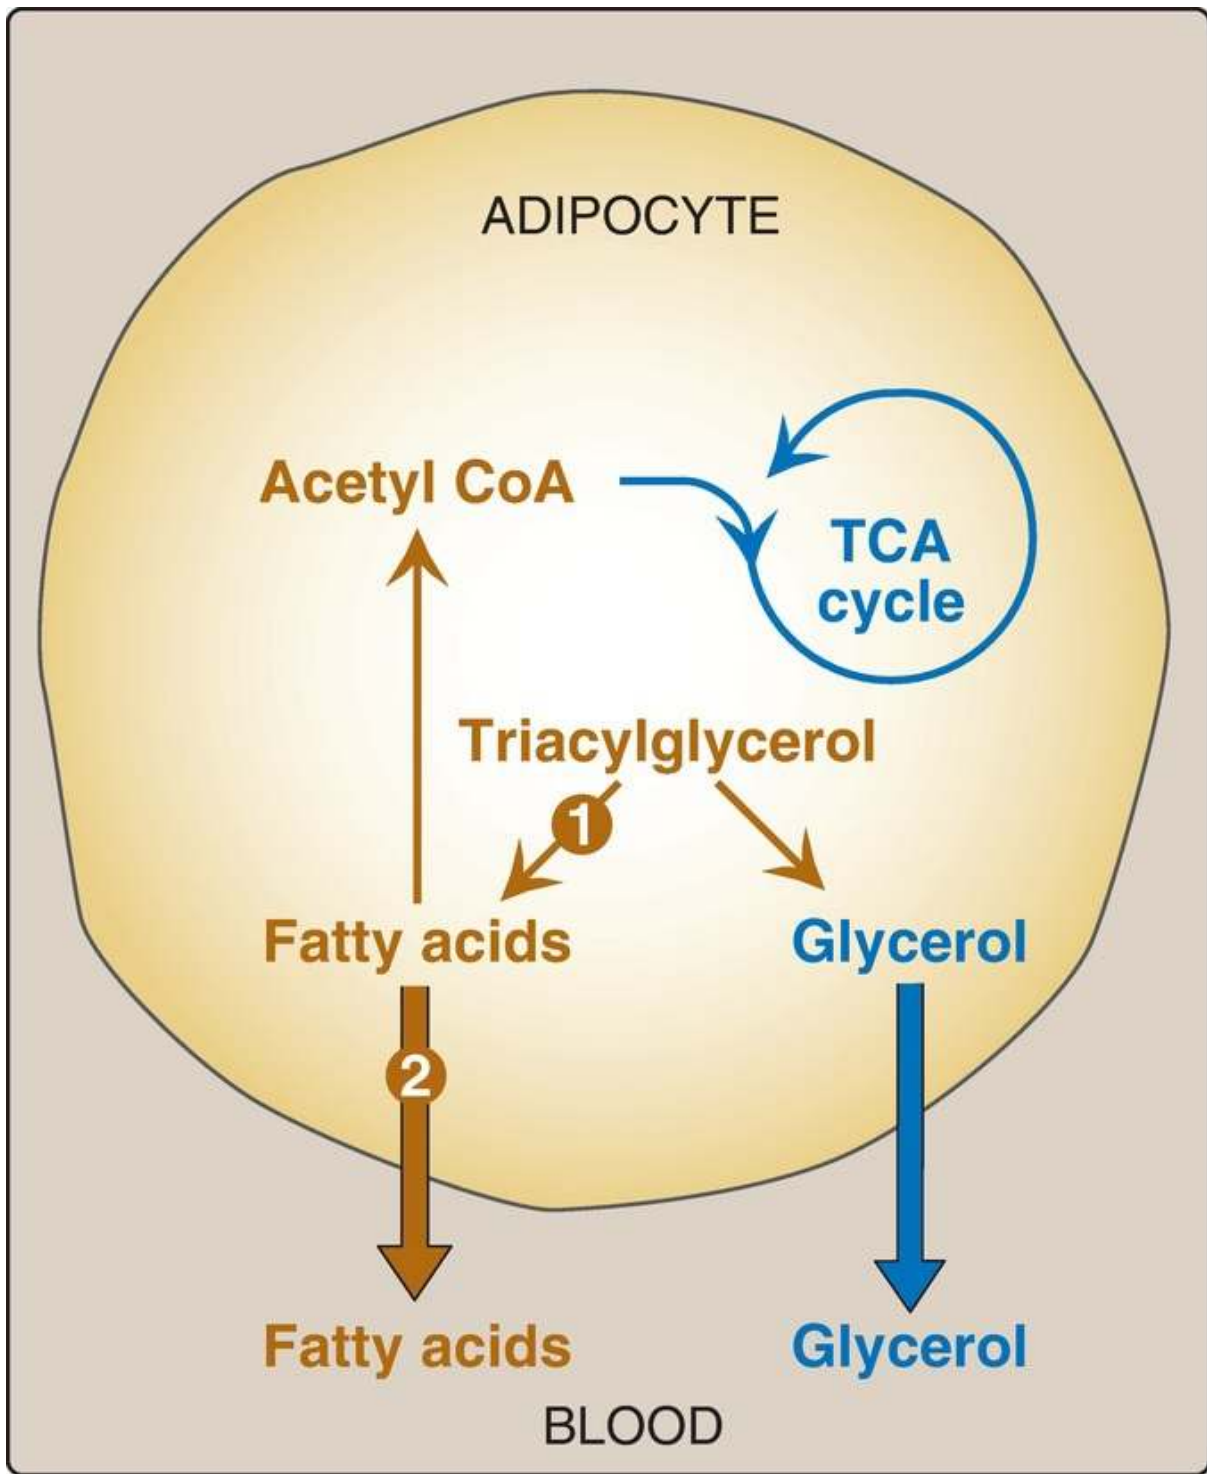 ADIPOCYTE
Acetyl CoA
TCA
cycle
Triacylglycerol
1
Fatty acids
Glycerol
2
Fatty acids
Glycerol
BLOOD